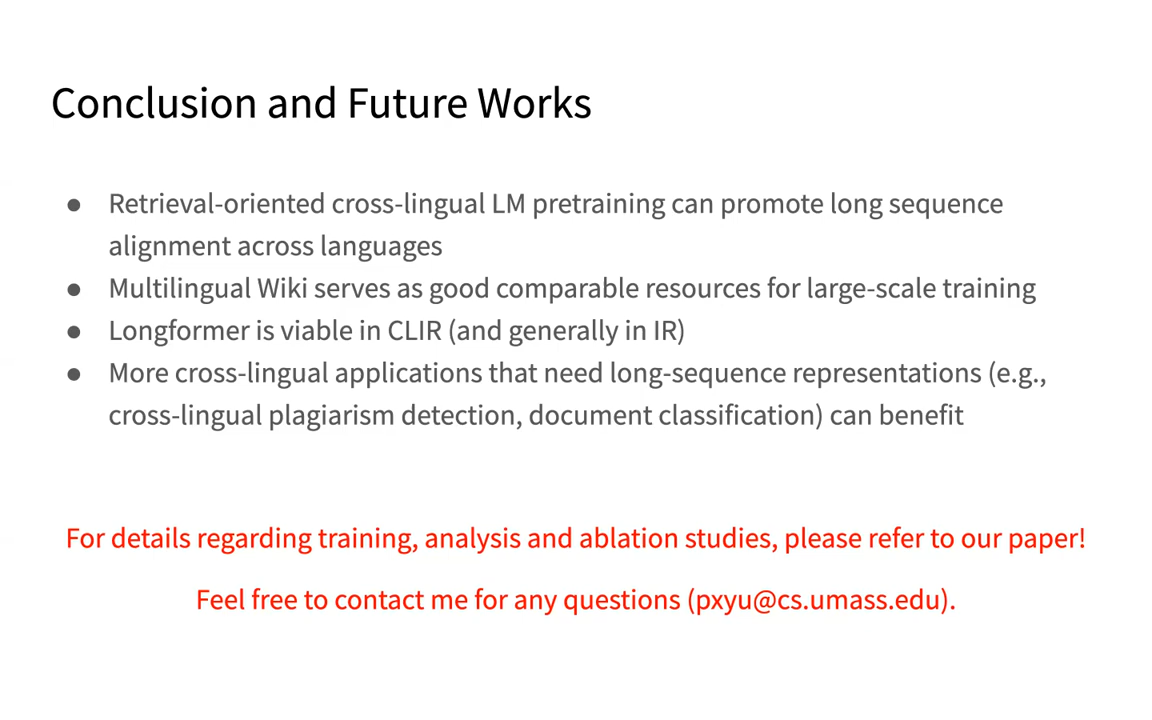 Conclusion and Future Works
● Retrieval-oriented cross-lingual LM pretraining can promote long sequence
alignment across languages
● Multilingual Wiki serves as good comparable resources for large-scale training
● Longformer is viable in CLIR (and generally in IR)
● More cross-lingual applications that need long-sequence representations (e.g.,
cross-lingual plagiarism detection, document classification) can benefit
For details regarding training, analysis and ablation studies, please refer to our paper!
Feel free to contact me for any questions (pxyu@cs.umass.edu).